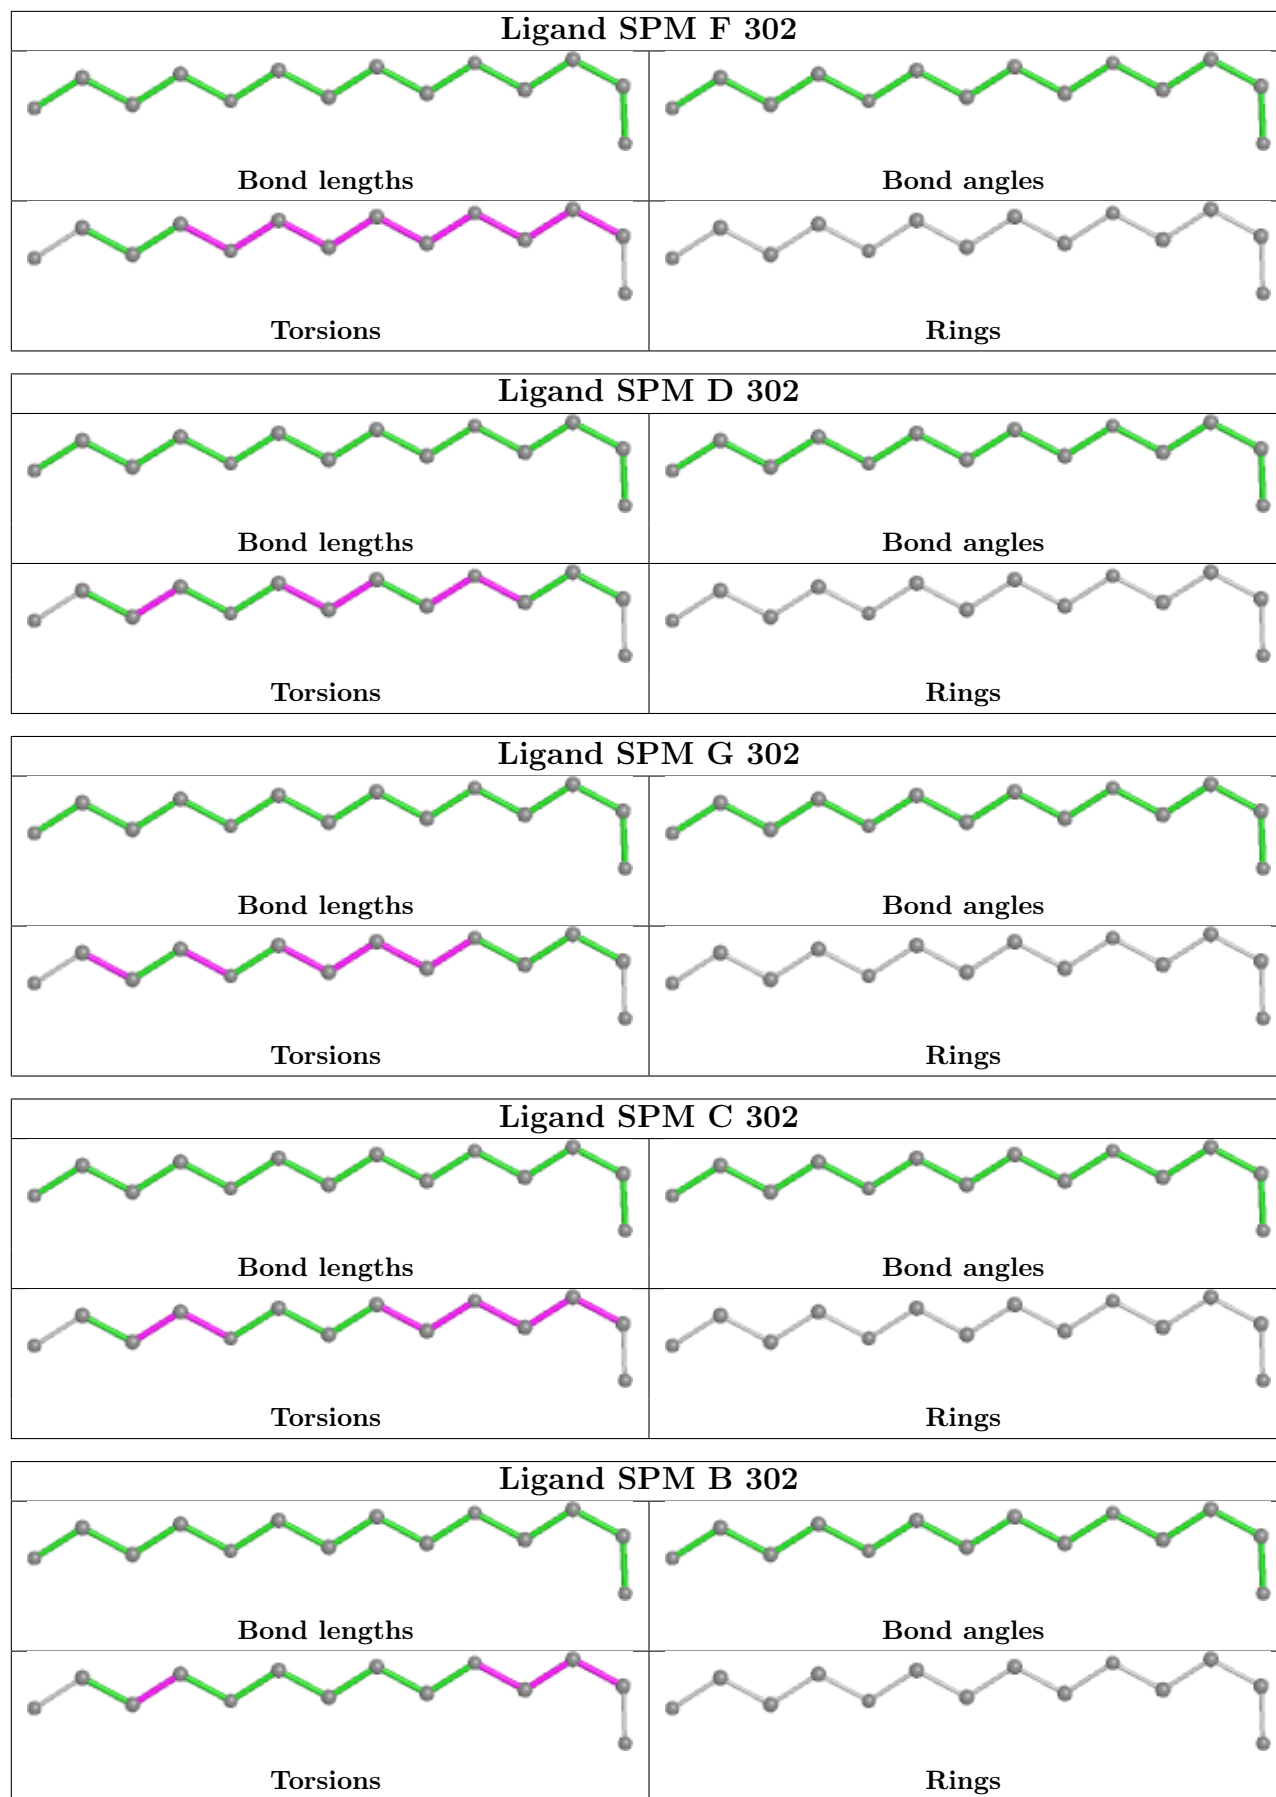 Ligand SPM F 302
Bond lengths
Bond angles
Torsions
Rings
Ligand SPM D 302
Bond lengths
Bond angles
Torsions
Rings
Ligand SPM G 302
Bond lengths
Bond angles
Torsions
Rings
Ligand SPM C 302
Bond lengths
Bond angles
Torsions
Rings
Ligand SPM B 302
Bond lengths
Bond angles
Torsions
Rings